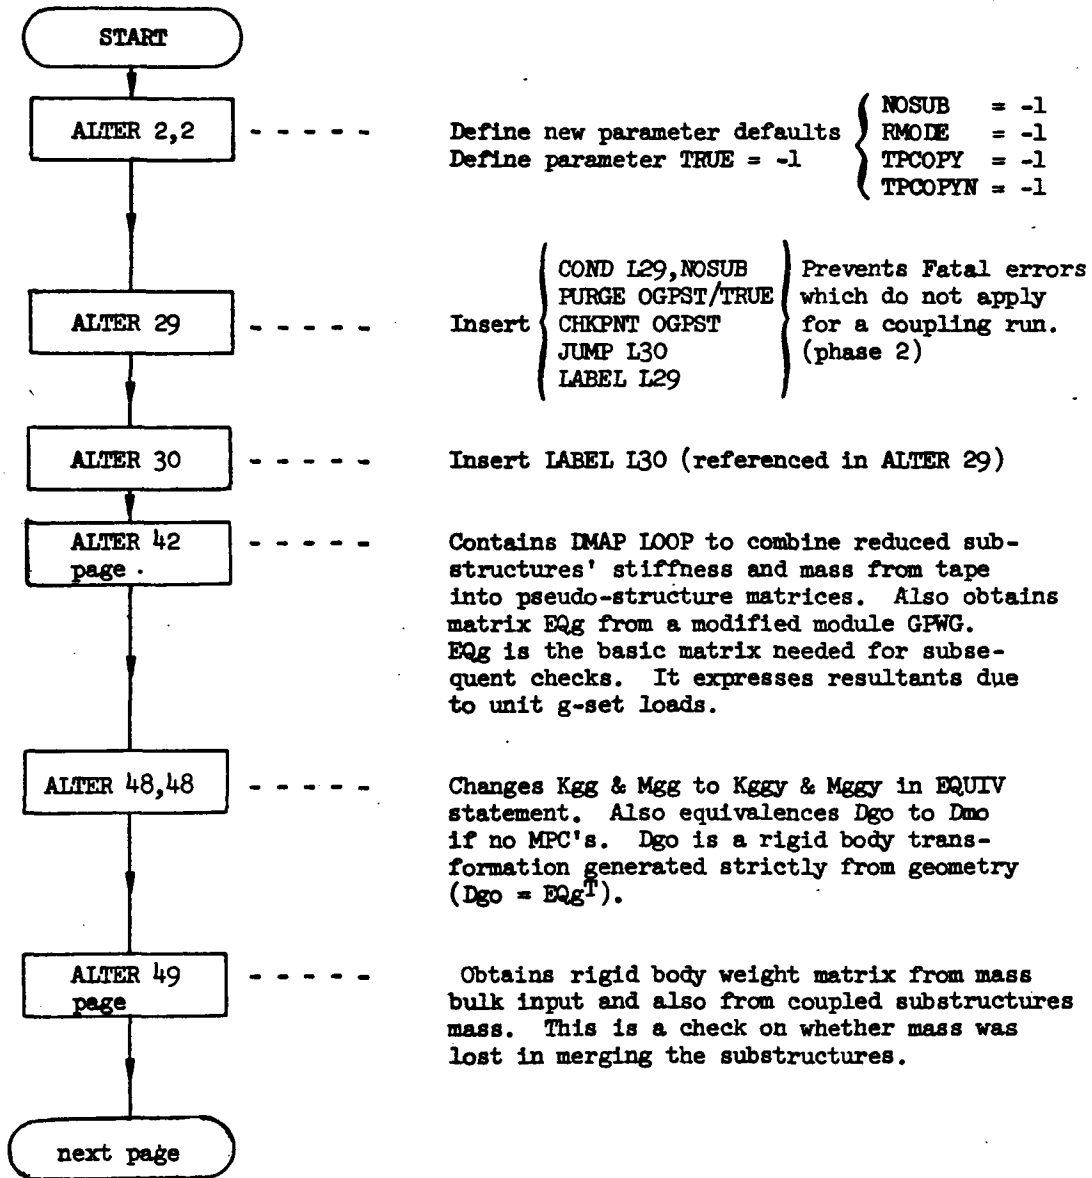 START
ALTER 2,2
- - - - -
Define new parameter defaults
Define parameter TRUE = -1
NOSUB = -1
RMODE = -1
TPCOPY = -1
TPCOPYN = -1
ALTER 29
- - - - -
Insert
COND L29,NOSUB
PURGE OGPST/TRUE
CHKPNT OGPST
JUMP L30
LABEL L29
Prevents Fatal errors
which do not apply
for a coupling run.
(phase 2)
ALTER 30
- - - - -
Insert LABEL L30 (referenced in ALTER 29)
ALTER 42
page .
- - - - -
Contains DMAP LOOP to combine reduced sub-
structures' stiffness and mass from tape
into pseudo-structure matrices. Also obtains
matrix EQg from a modified module GPWG.
EQg is the basic matrix needed for subse-
quent checks. It expresses resultants due
to unit g-set loads.
ALTER 48,48
- - - - -
Changes Kgg & Mgg to Kggy & Mggy in EQUIV
statement. Also equivalences Dgo to Dmo
if no MPC's. Dgo is a rigid body trans-
formation generated strictly from geometry
(Dgo = EQg^T).
ALTER 49
page
- - - - -
Obtains rigid body weight matrix from mass
bulk input and also from coupled substructures
mass. This is a check on whether mass was
lost in merging the substructures.
next page